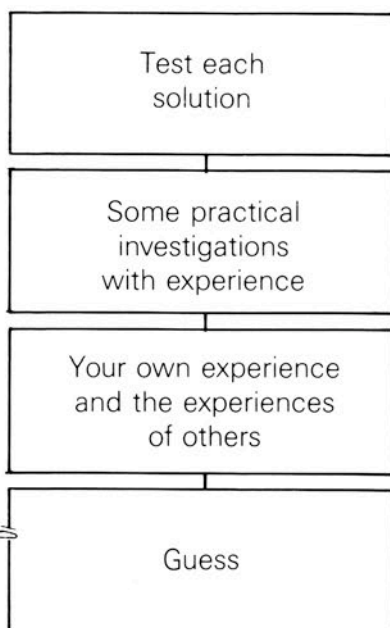 Test each
solution
Some practical
investigations
with experience
Your own experience
and the experiences
of others
Guess